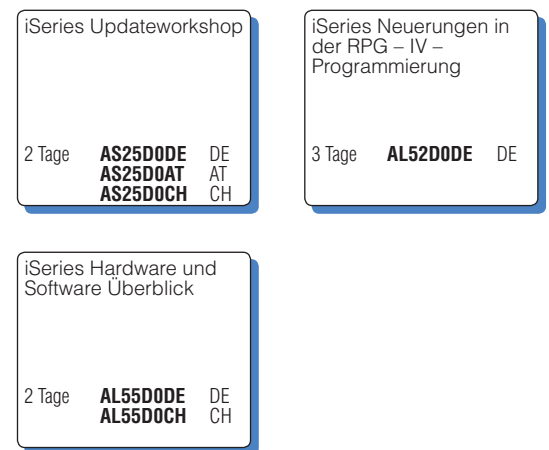 iSeries Updateworkshop
2 Tage AS25D0DE DE
AS25D0AT AT
AS25D0CH CH
iSeries Neuerungen in
der RPG – IV –
Programmierung
3 Tage AL52D0DE DE
iSeries Hardware und
Software Überblick
2 Tage AL55D0DE DE
AL55D0CH CH